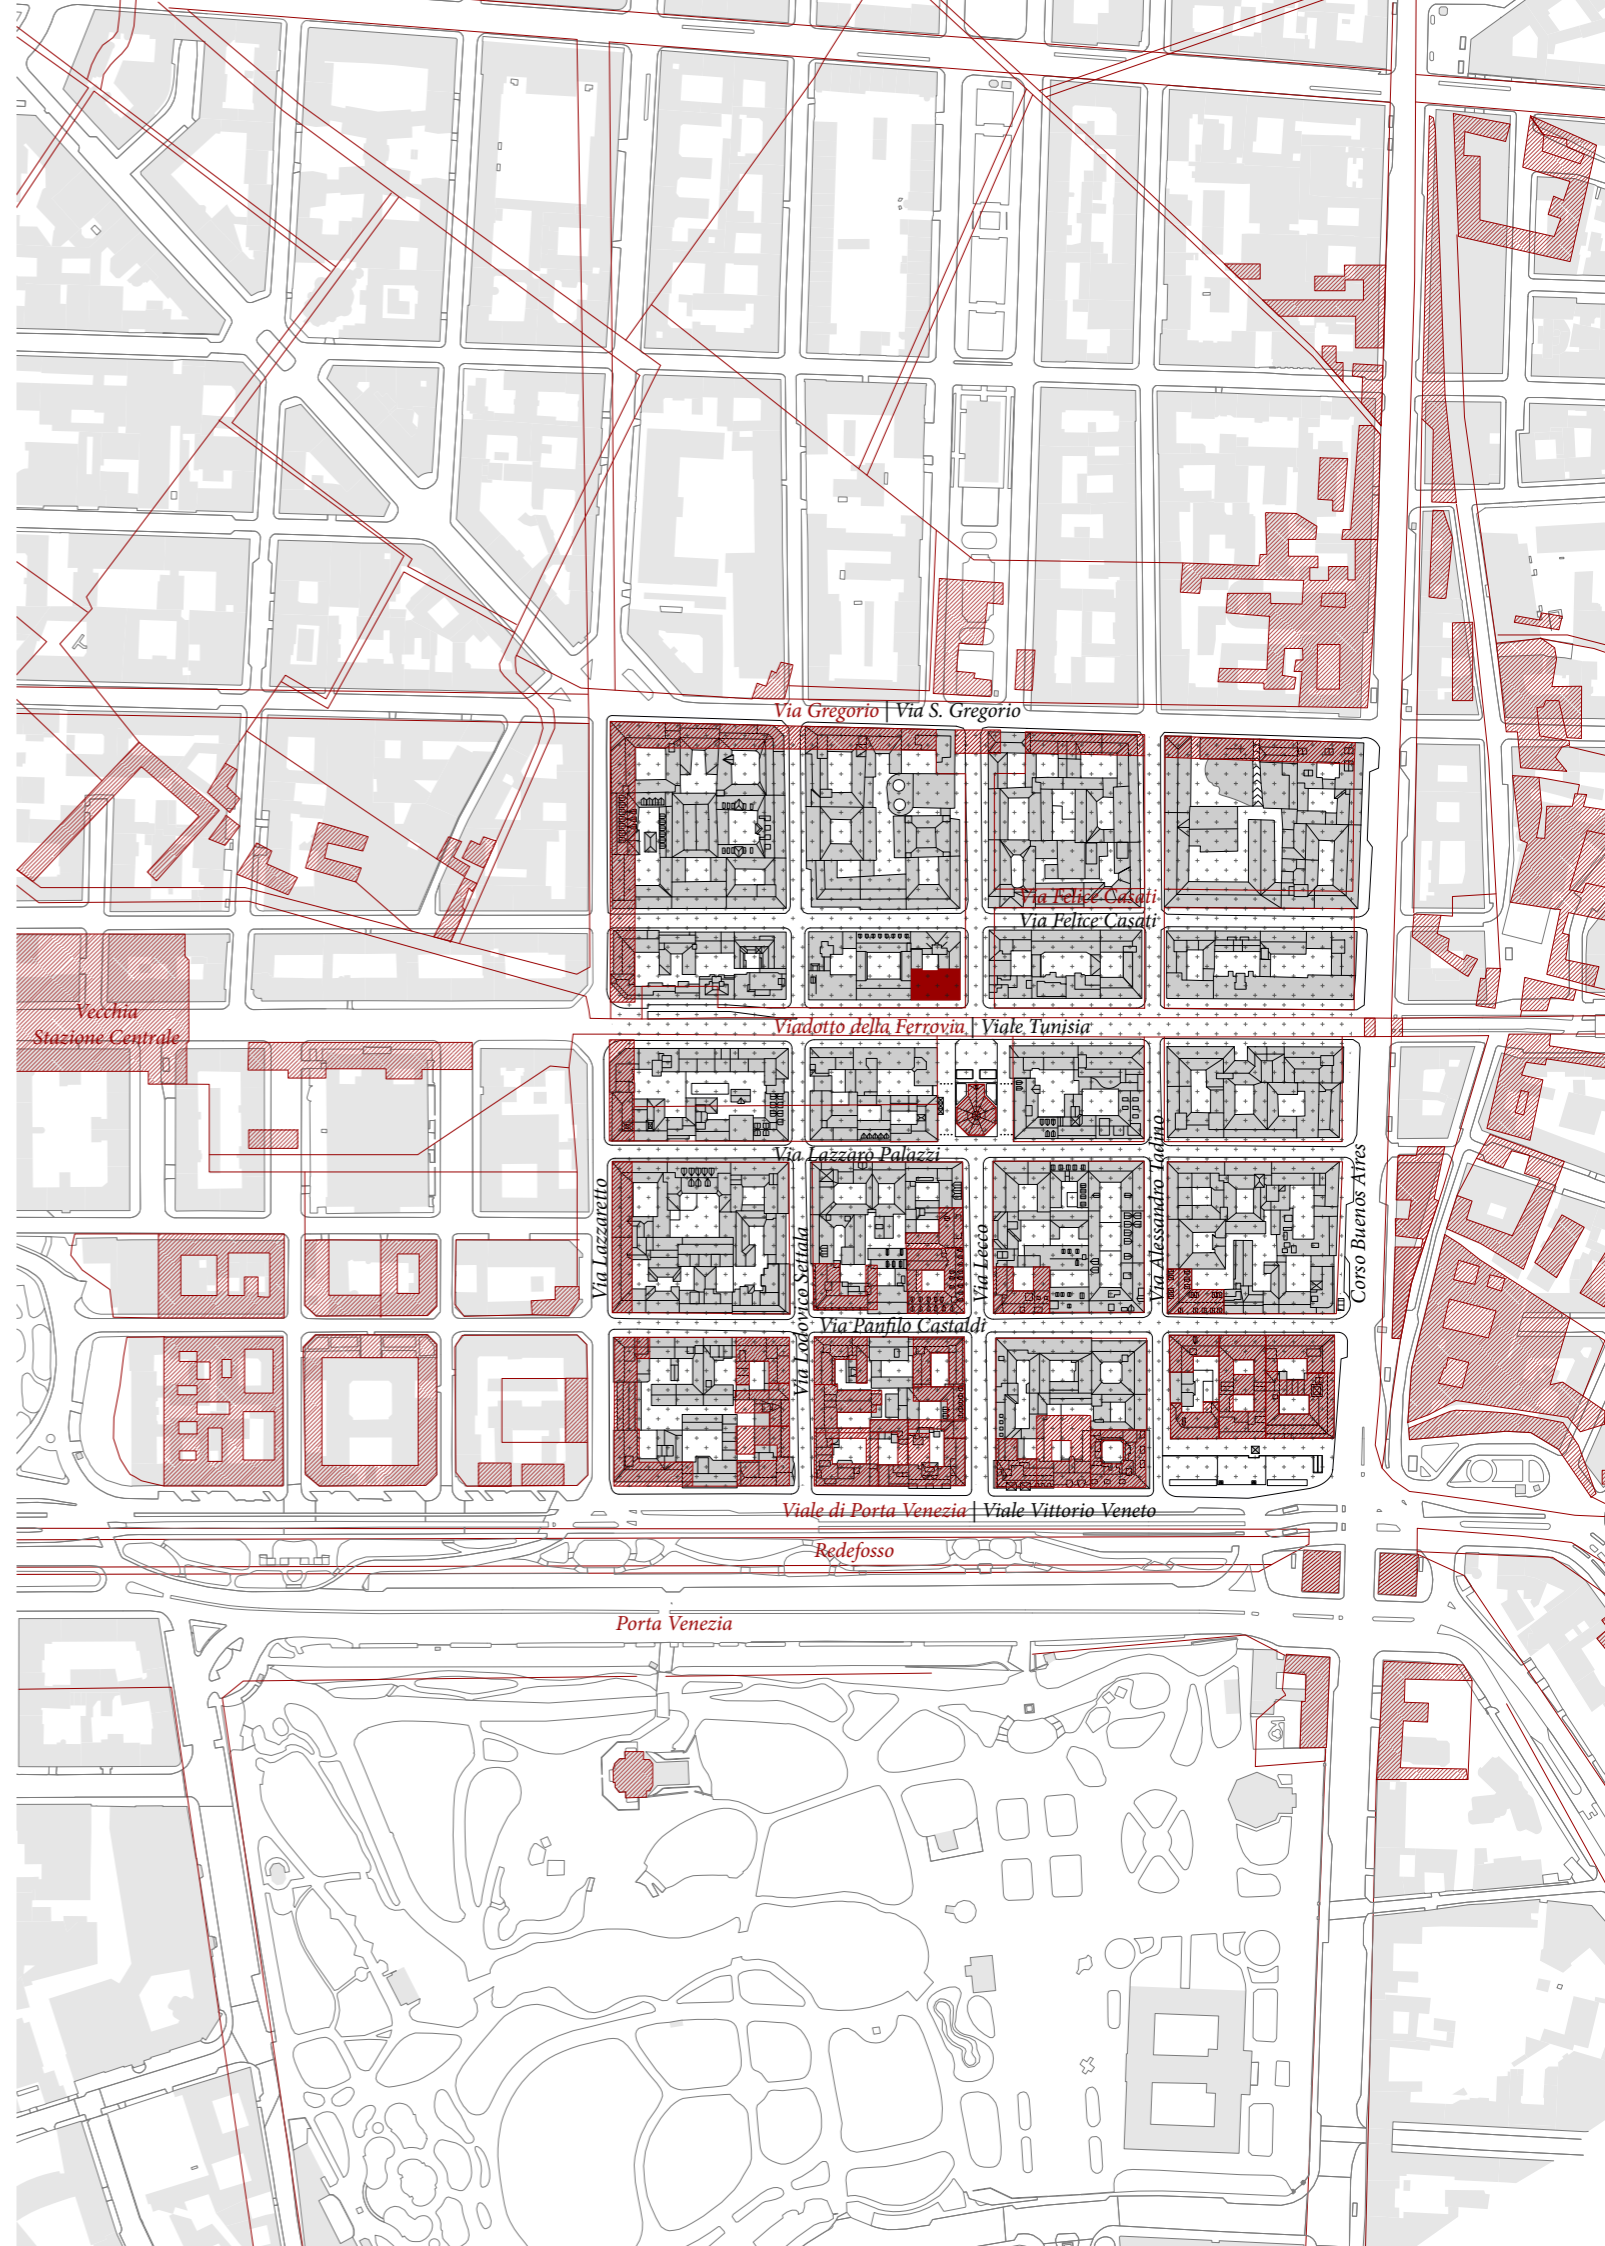 Via Gregorio | Via S. Gregorio
Via Felice Casati
Via Felice Casati
Vecchia
Stazione Centrale
Viadotto della Ferrovia | Viale Tunisia
Via Lazzaro Palazzi
Via Lazzaretto
Via Lodovico Settala
Via Lecco
Via Alessandro Tadino
Corso Buenos Aires
Via Panfilo Castaldi
Viale di Porta Venezia | Viale Vittorio Veneto
Redefosso
Porta Venezia